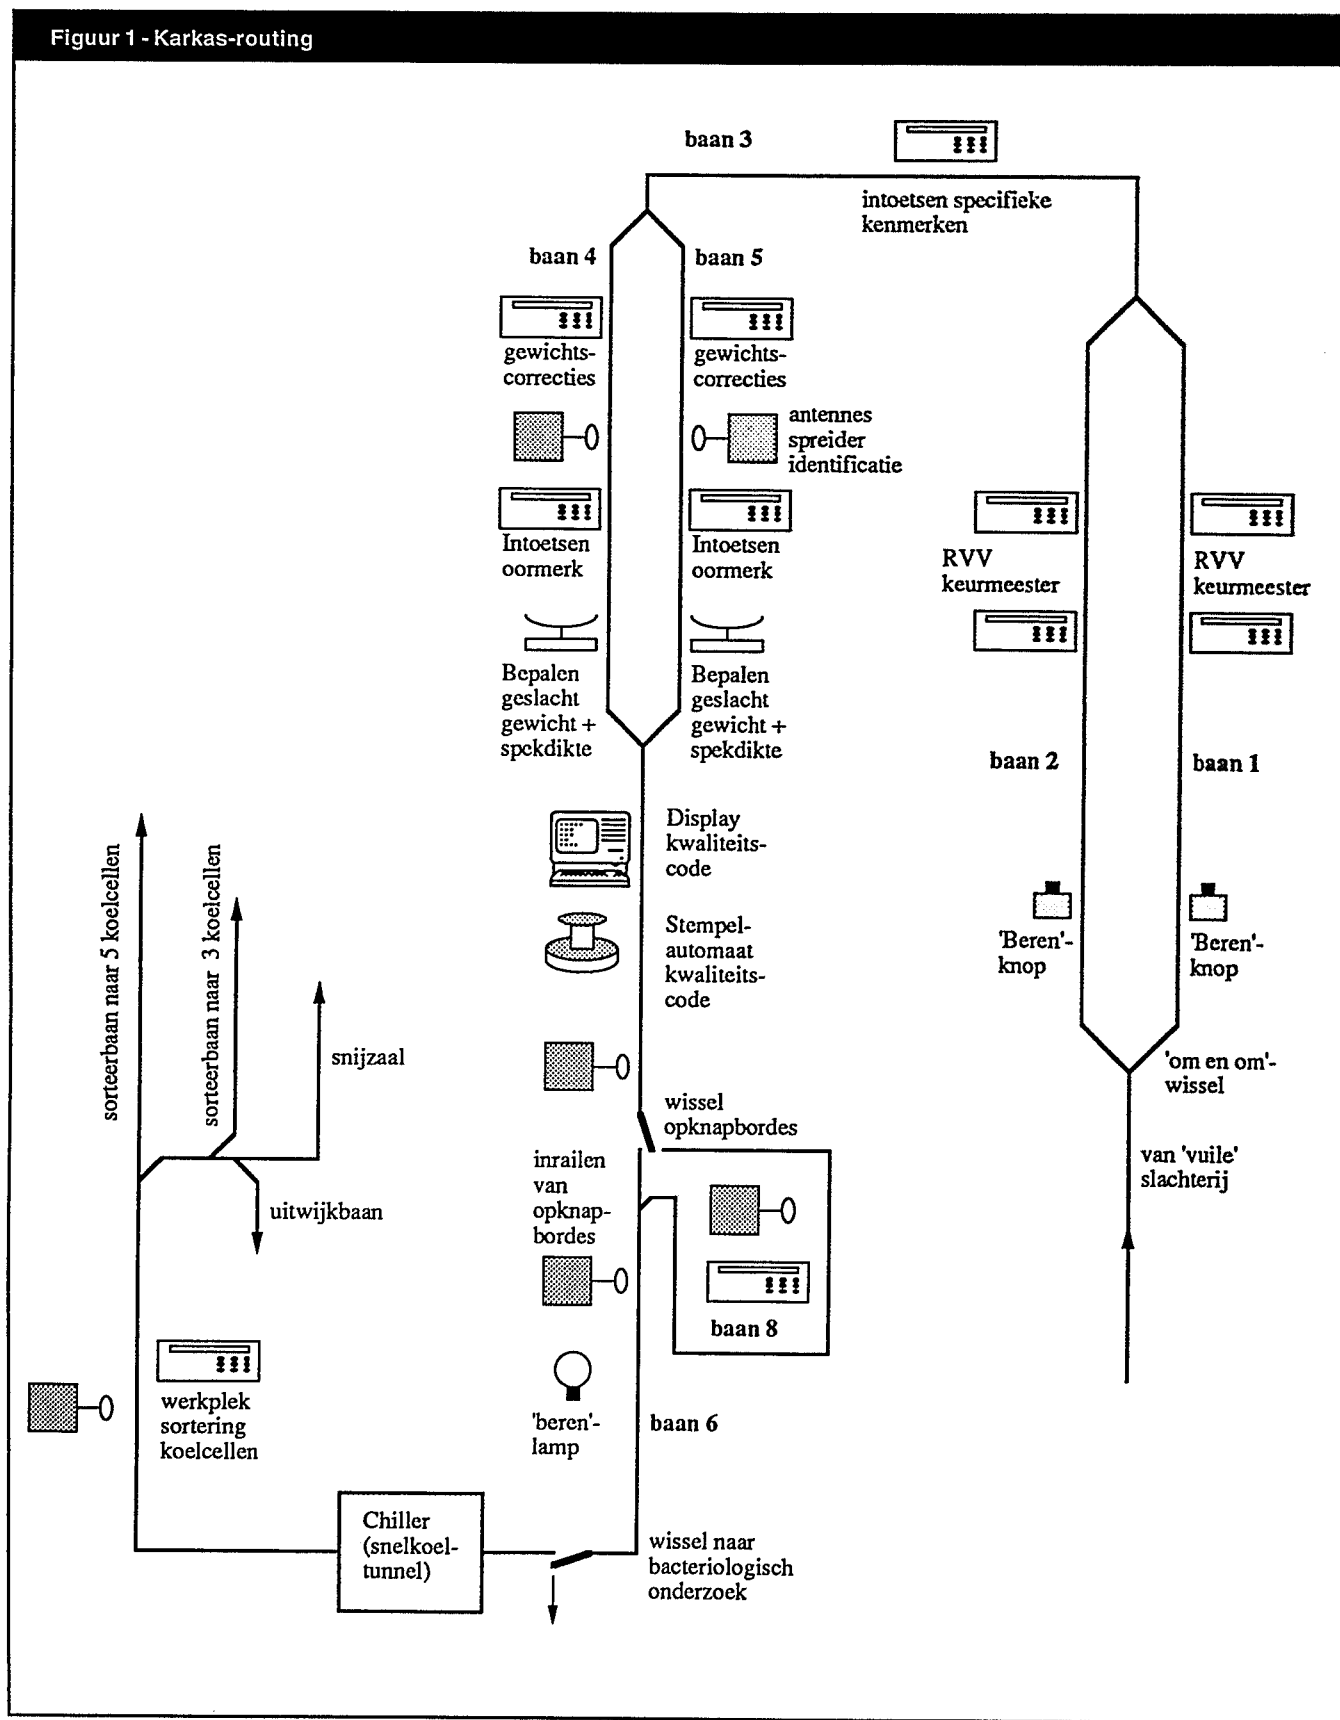 Figuur 1 - Karkas-routing
baan 3
intoetsen specifieke
kenmerken
baan 4
baan 5
gewichts-
correcties
gewichts-
correcties
antennes
spreider
identificatie
Intoetsen
oormerk
Intoetsen
oormerk
RVV
keurmeester
RVV
keurmeester
Bepalen
geslacht
gewicht +
spekdikte
Bepalen
geslacht
gewicht +
spekdikte
baan 2
baan 1
Display
kwaliteits-
code
Stempel-
automaat
kwaliteits-
code
'Beren'-
knop
'Beren'-
knop
sorteerbaan naar 5 koelcellen
sorteerbaan naar 3 koelcellen
snijzaal
'om en om'-
wissel
wissel
opknapbordes
van 'vuile'
slachterij
inrailen
van
opknap-
bordes
uitwijkbaan
baan 8
werkplek
sortering
koelcellen
'beren'-
lamp
baan 6
Chiller
(snelkoel-
tunnel)
wissel naar
bacteriologisch
onderzoek